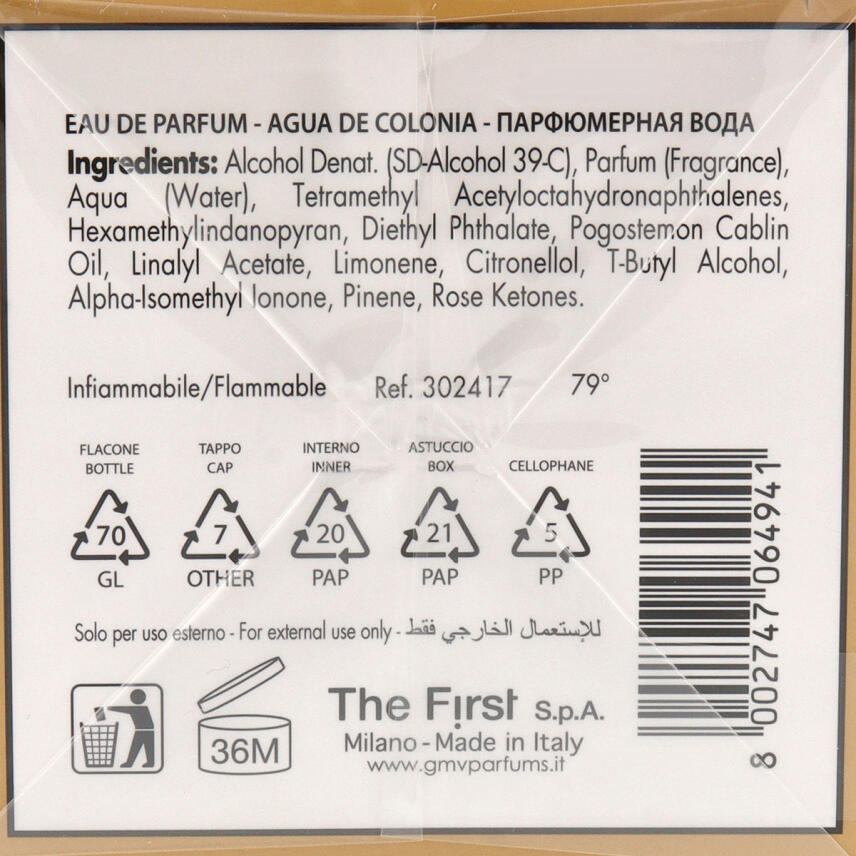 EAU DE PARFUM - AGUA DE COLONIA - ПАРФЮМЕРНАЯ ВОДА
Ingredients: Alcohol Denat. (SD-Alcohol 39-C), Parfum (Fragrance),
Aqua (Water), Tetramethyl Acetyloctahydronaphthalenes,
Hexamethylindanopyran, Diethyl Phthalate, Pogostemon Cablin
Oil, Linalyl Acetate, Limonene, Citronellol, T-Butyl Alcohol,
Alpha-Isomethyl Ionone, Pinene, Rose Ketones.
Infiammabile/Flammable Ref. 302417 79°
FLACONE TAPPO INTERNO ASTUCCIO
BOTTLE CAP INNER BOX CELLOPHANE
70 7 20 21 5
GL OTHER PAP PAP PP
Solo per uso esterno - For external use only - للإستعمال الخارجي فقط
36M
The First S.p.A.
Milano - Made in Italy
www.gmvparfums.it
8 002747 064941